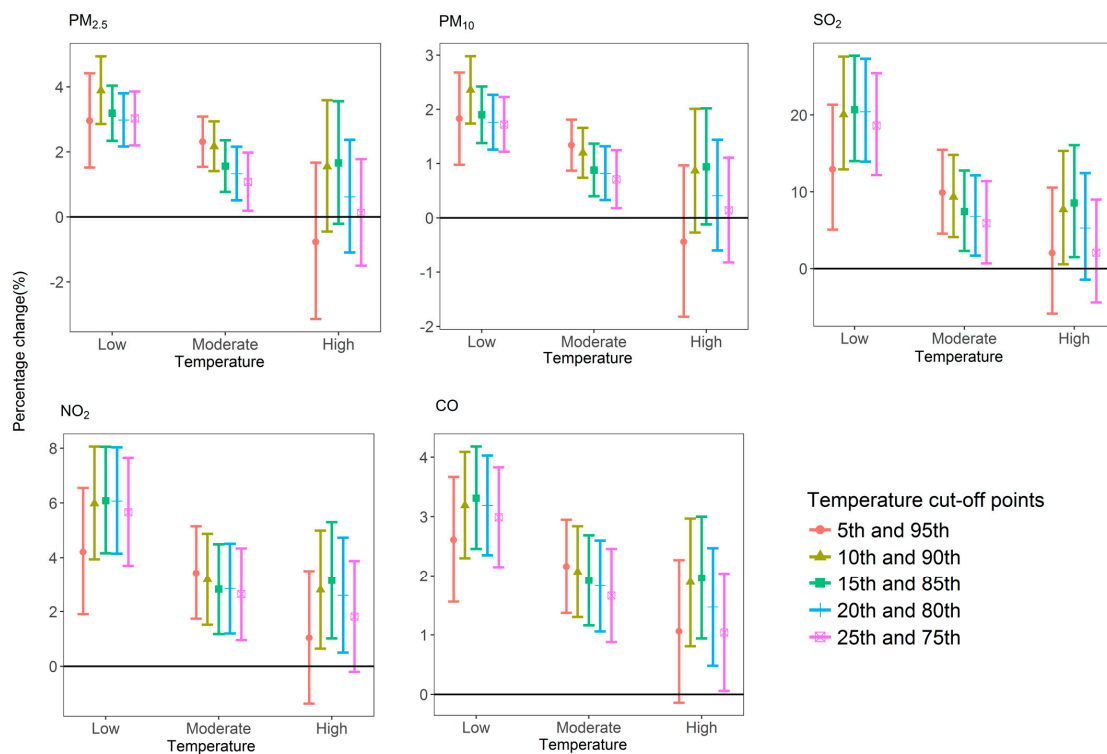 PM2.5
PM10
SO2
Percentage change(%)
4
2
0
-2
Low
Moderate
High
Temperature
3
2
1
0
-1
-2
Low
Moderate
High
Temperature
20
10
0
Low
Moderate
High
Temperature
NO2
CO
8
6
4
2
0
Low
Moderate
High
Temperature
4
3
2
1
0
Low
Moderate
High
Temperature
Temperature cut-off points
5th and 95th
10th and 90th
15th and 85th
20th and 80th
25th and 75th